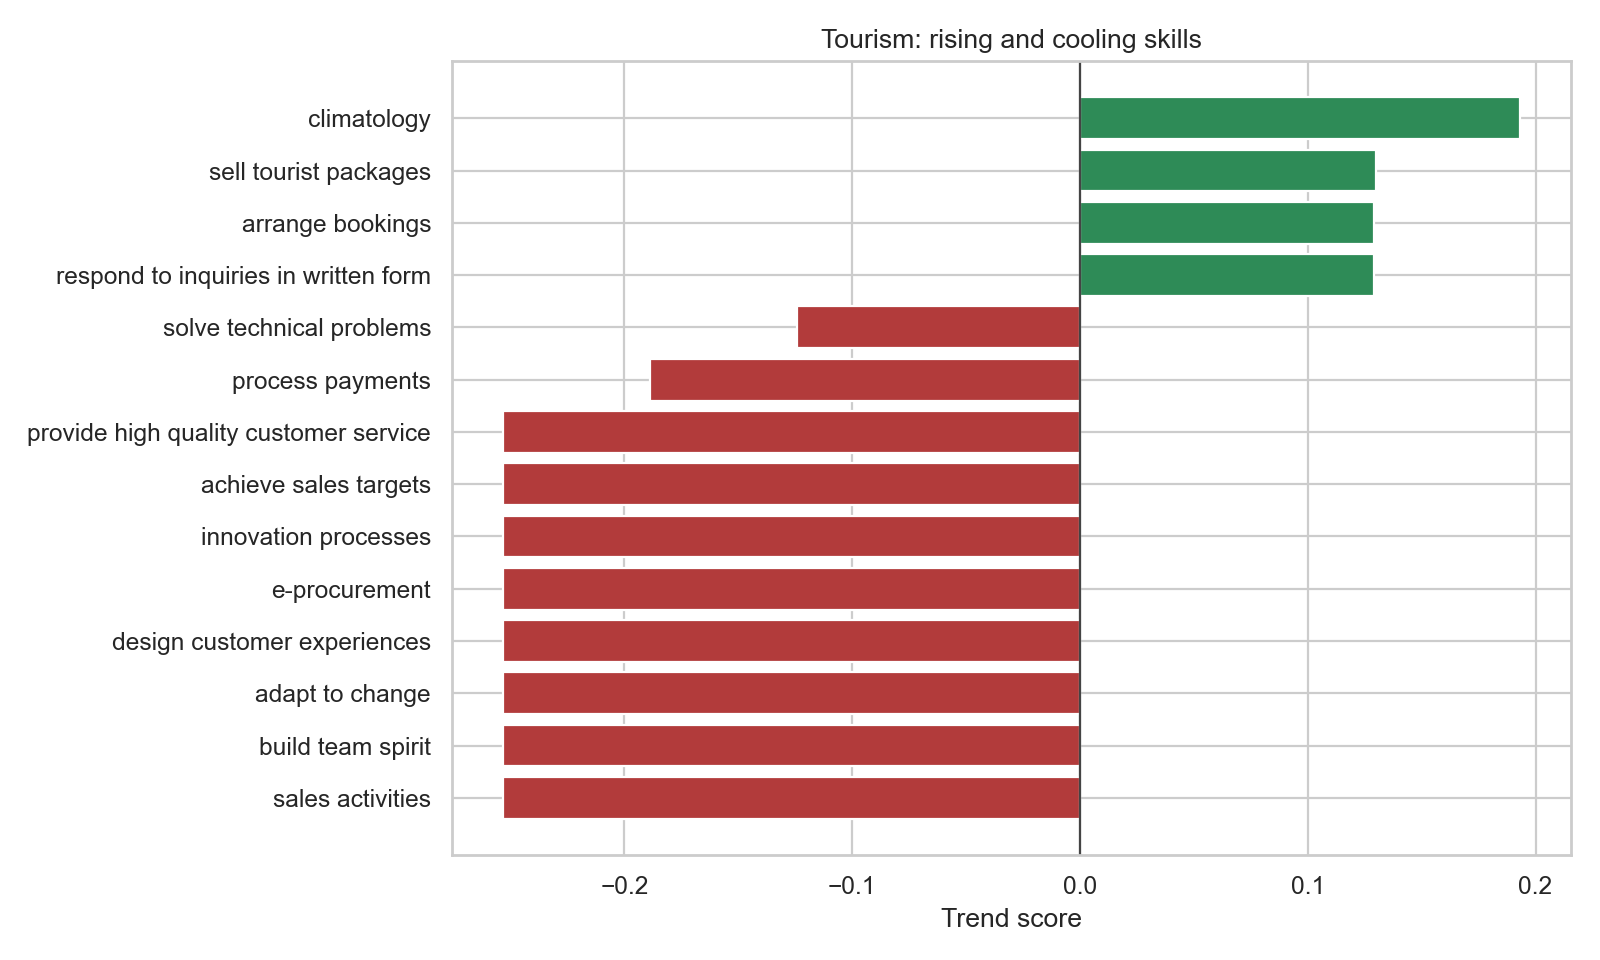 Tourism: rising and cooling skills
climatology
sell tourist packages
arrange bookings
respond to inquiries in written form
solve technical problems
process payments
provide high quality customer service
achieve sales targets
innovation processes
e-procurement
design customer experiences
adapt to change
build team spirit
sales activities
−0.2 −0.1 0.0 0.1 0.2
Trend score